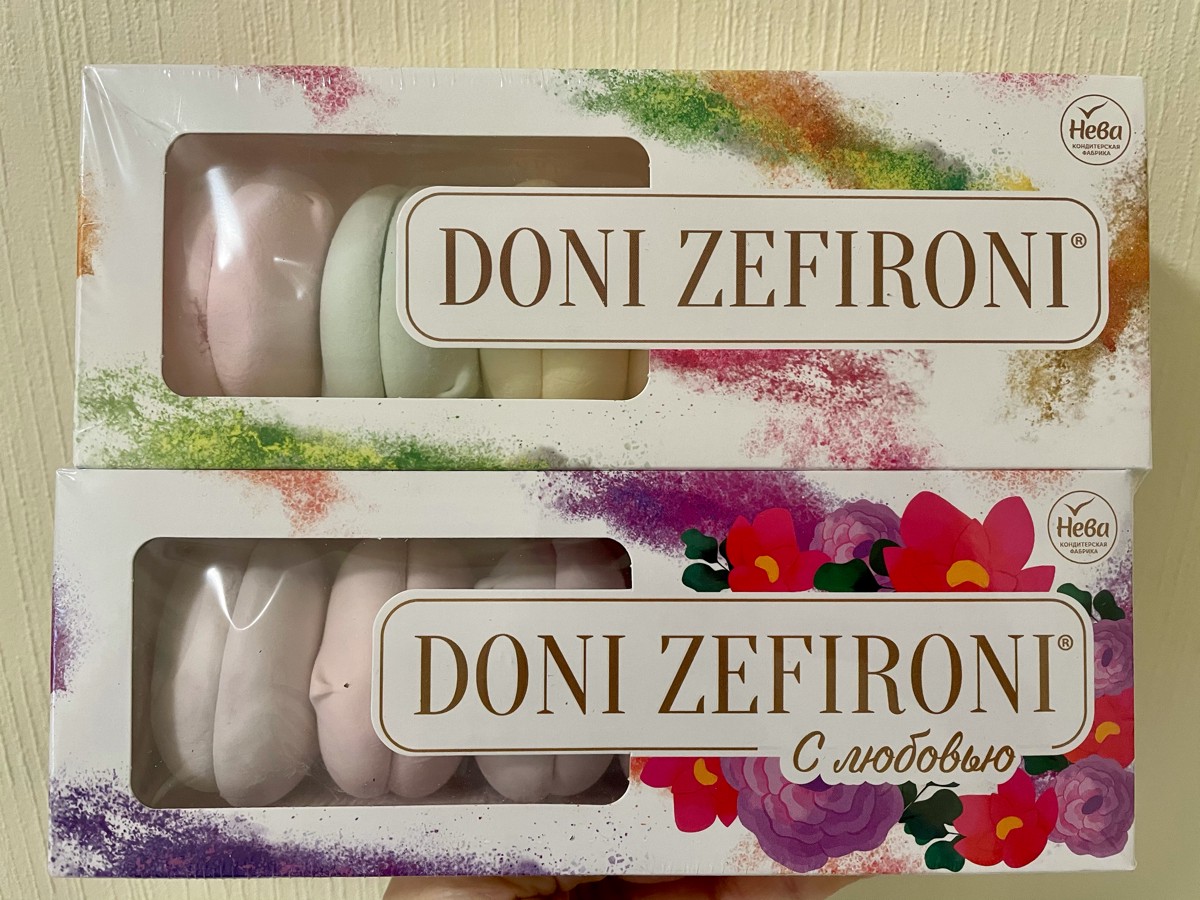 Нева
КОНДИТЕРСКАЯ
ФАБРИКА
DONI ZEFIRONI®
Нева
КОНДИТЕРСКАЯ
ФАБРИКА
DONI ZEFIRONI®
С любовью